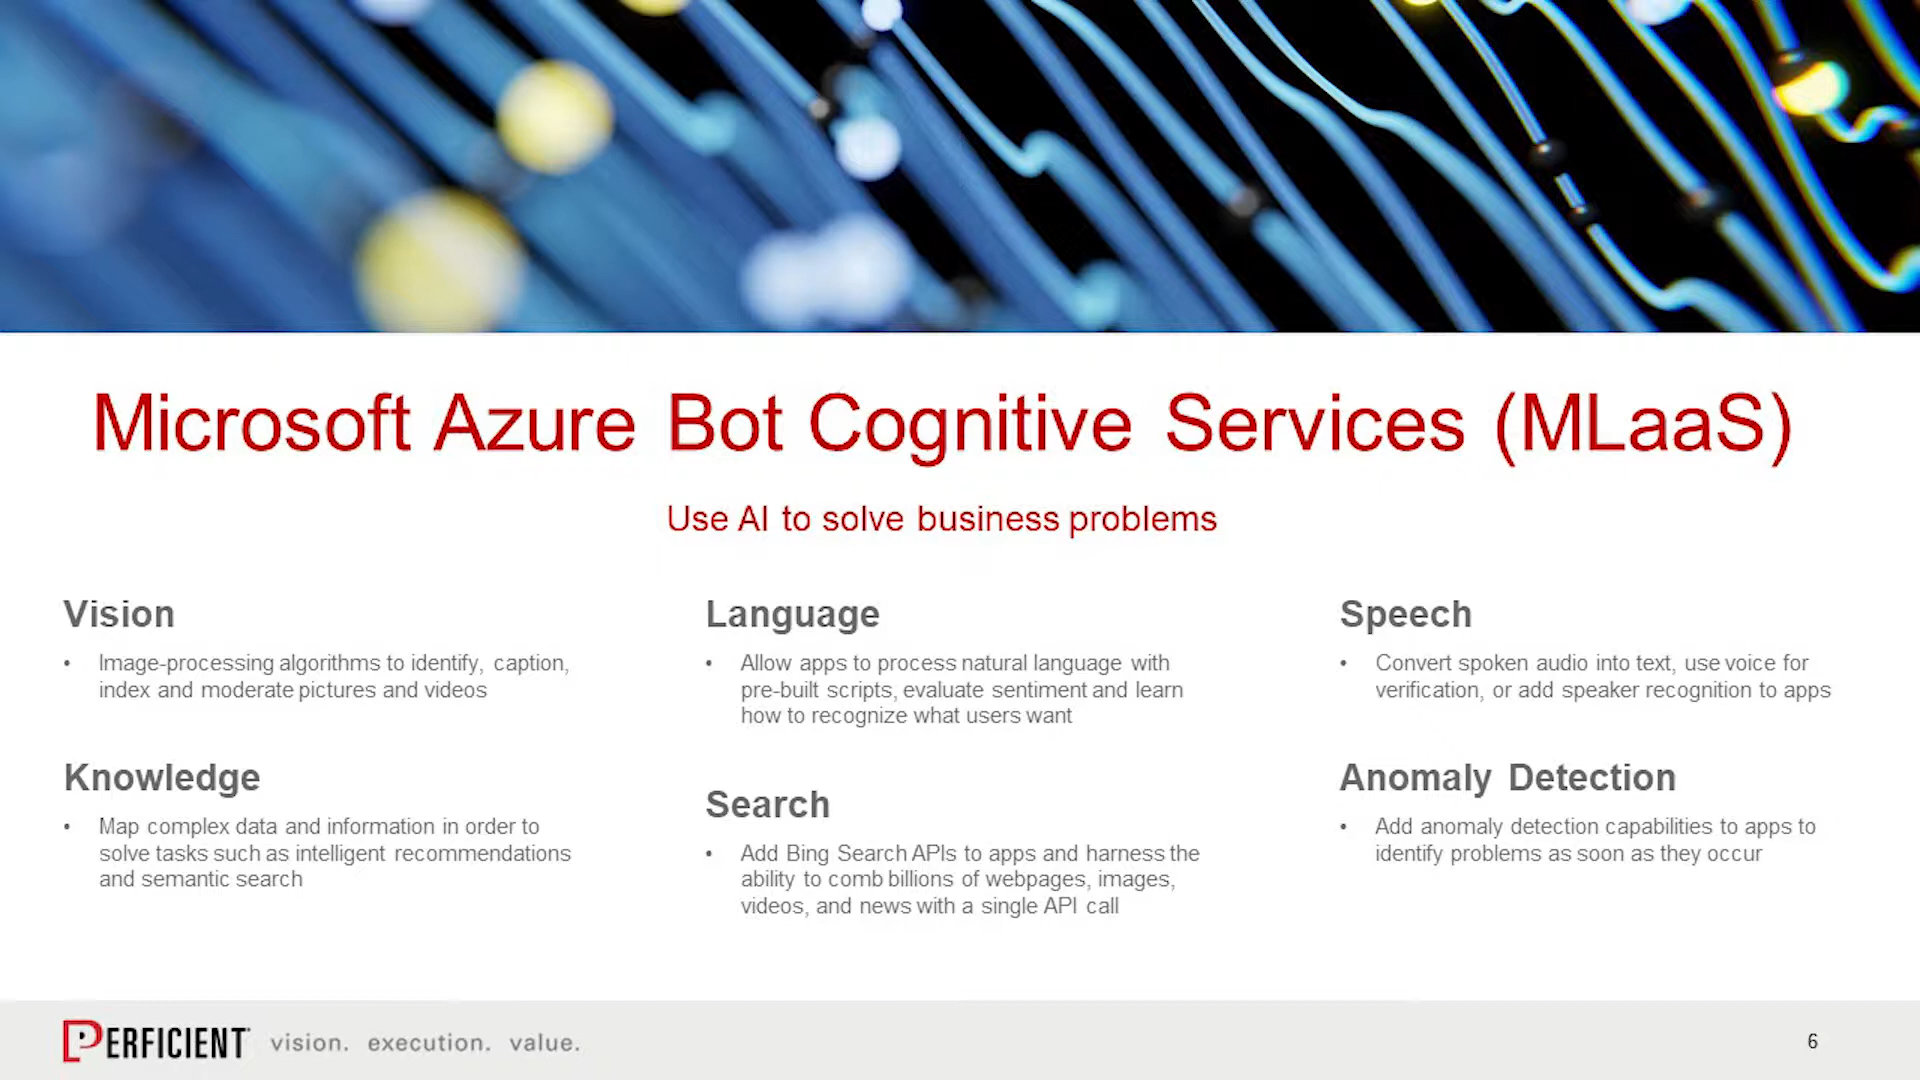 Microsoft Azure Bot Cognitive Services (MLaaS)
Use AI to solve business problems
Vision
• Image-processing algorithms to identify, caption,
index and moderate pictures and videos
Knowledge
• Map complex data and information in order to
solve tasks such as intelligent recommendations
and semantic search
Language
• Allow apps to process natural language with
pre-built scripts, evaluate sentiment and learn
how to recognize what users want
Search
• Add Bing Search APIs to apps and harness the
ability to comb billions of webpages, images,
videos, and news with a single API call
Speech
• Convert spoken audio into text, use voice for
verification, or add speaker recognition to apps
Anomaly Detection
• Add anomaly detection capabilities to apps to
identify problems as soon as they occur
PERFICIENT vision. execution. value.
6